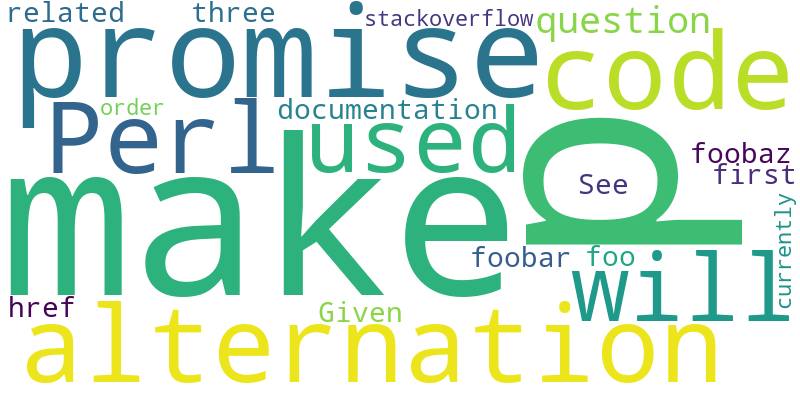 related
three
stackoverflow
question
promise
code
order
documentation
Perl
used
p
foobaz
first
See
make
currently
foobar
foo
will
href
Given
alternation